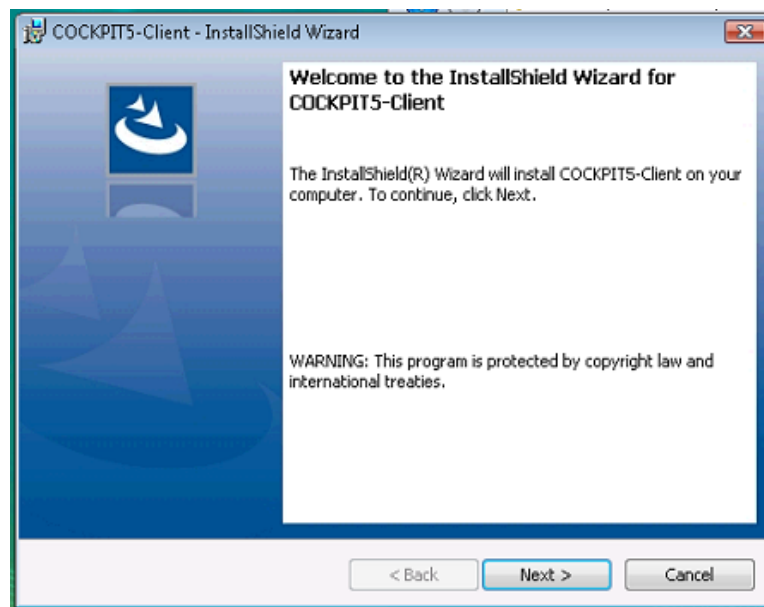 COCKPIT5-Client - InstallShield Wizard
Welcome to the InstallShield Wizard for
COCKPIT5-Client
The InstallShield(R) Wizard will install COCKPIT5-Client on your
computer. To continue, click Next.
WARNING: This program is protected by copyright law and
international treaties.
< Back
Next >
Cancel